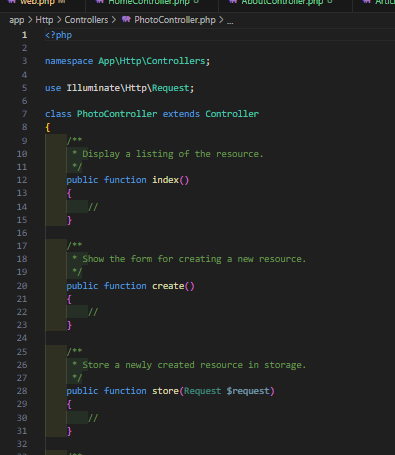 web.php M HomeController.php U AboutController.php U
app > Http > Controllers > PhotoController.php > ...
1 <?php
2
3 namespace App\Http\Controllers;
4
5 use Illuminate\Http\Request;
6
7 class PhotoController extends Controller
8 {
9 /**
10 * Display a listing of the resource.
11 */
12 public function index()
13 {
14 //
15 }
16
17 /**
18 * Show the form for creating a new resource.
19 */
20 public function create()
21 {
22 //
23 }
24
25 /**
26 * Store a newly created resource in storage.
27 */
28 public function store(Request $request)
29 {
30 //
31 }
32